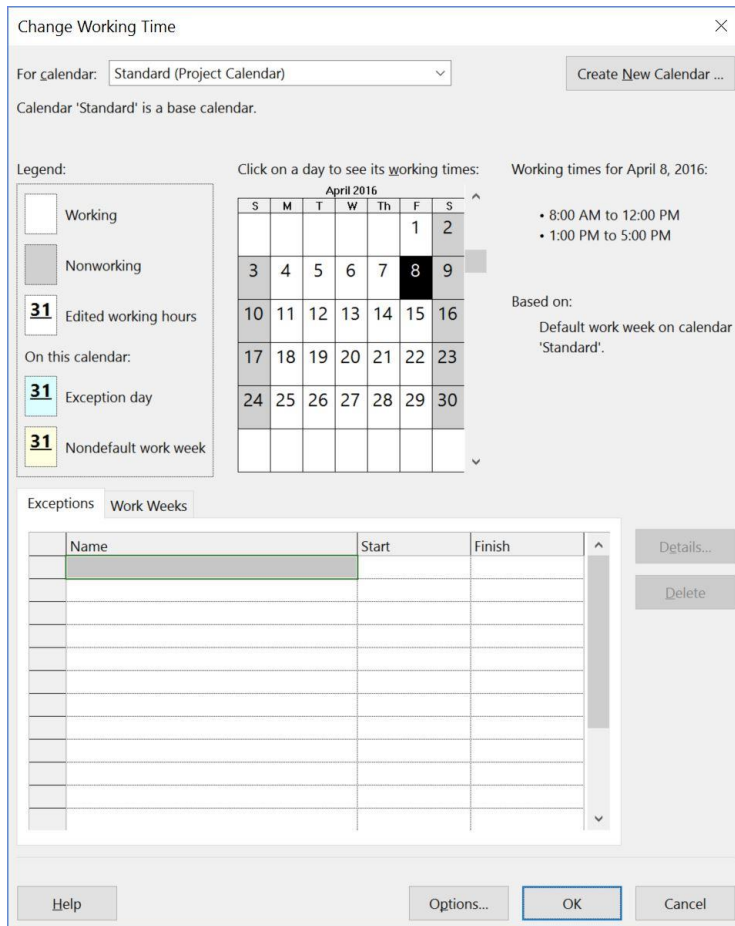 Change Working Time
For calendar: Standard (Project Calendar)
Create New Calendar ...
Calendar 'Standard' is a base calendar.
Legend:
Working
Nonworking
31 Edited working hours
On this calendar:
31 Exception day
31 Nondefault work week
Click on a day to see its working times:
April 2016
S M T W Th F S
1 2
3 4 5 6 7 8 9
10 11 12 13 14 15 16
17 18 19 20 21 22 23
24 25 26 27 28 29 30
Working times for April 8, 2016:
• 8:00 AM to 12:00 PM
• 1:00 PM to 5:00 PM
Based on:
Default work week on calendar
'Standard'.
Exceptions Work Weeks
Name Start Finish
Details...
Delete
Help Options... OK Cancel